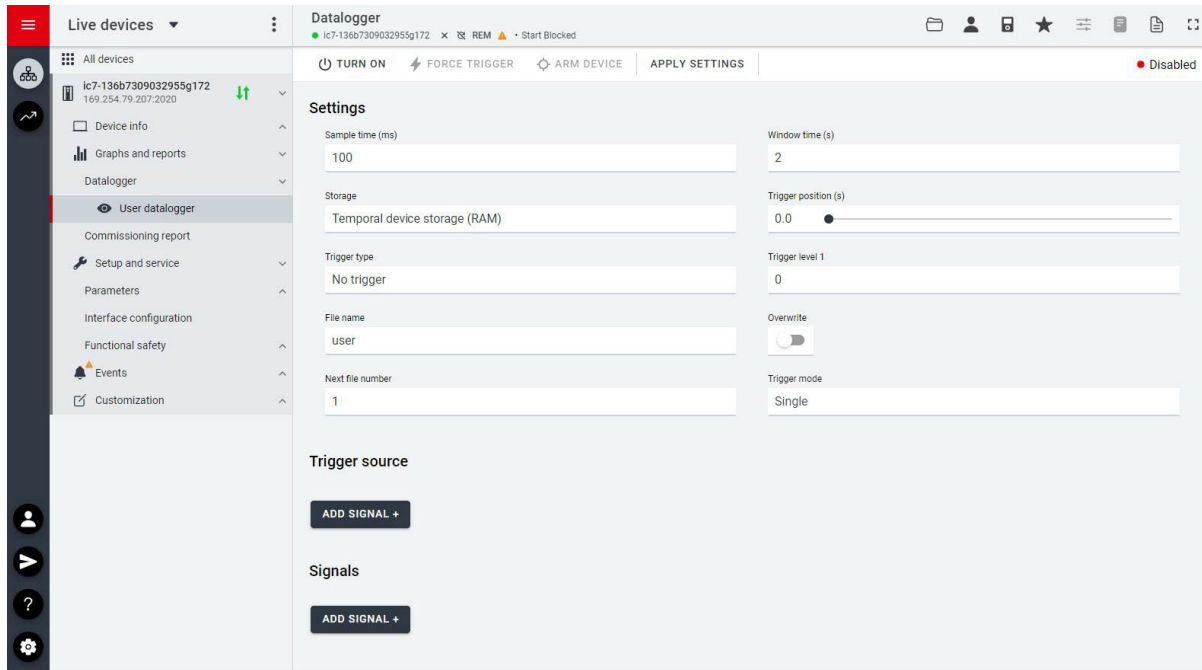 Live devices
Datalogger
ic7-136b7309032955g172 REM • Start Blocked
All devices
ic7-136b7309032955g172
169.254.79.207:2020
Device info
Graphs and reports
Datalogger
User datalogger
Commissioning report
Setup and service
Parameters
Interface configuration
Functional safety
Events
Customization
TURN ON FORCE TRIGGER ARM DEVICE APPLY SETTINGS Disabled
Settings
Sample time (ms)
100
Window time (s)
2
Storage
Temporal device storage (RAM)
Trigger position (s)
0.0
Trigger type
No trigger
Trigger level 1
0
File name
user
Overwrite
Next file number
1
Trigger mode
Single
Trigger source
ADD SIGNAL +
Signals
ADD SIGNAL +
?